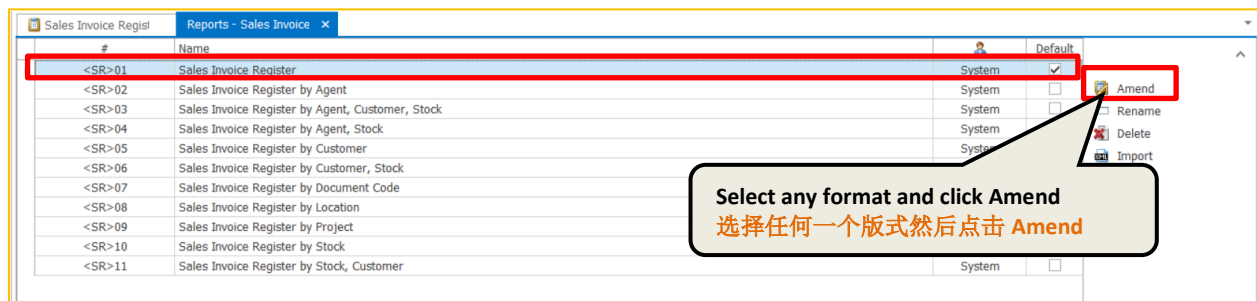 Sales Invoice Regist Reports - Sales Invoice ×
# Name Default
<SR>01 Sales Invoice Register System
<SR>02 Sales Invoice Register by Agent System Amend
<SR>03 Sales Invoice Register by Agent, Customer, Stock System Rename
<SR>04 Sales Invoice Register by Agent, Stock System Delete
<SR>05 Sales Invoice Register by Customer System Import
<SR>06 Sales Invoice Register by Customer, Stock
<SR>07 Sales Invoice Register by Document Code
<SR>08 Sales Invoice Register by Location
<SR>09 Sales Invoice Register by Project
<SR>10 Sales Invoice Register by Stock
<SR>11 Sales Invoice Register by Stock, Customer System
Select any format and click Amend
选择任何一个版式然后点击 Amend